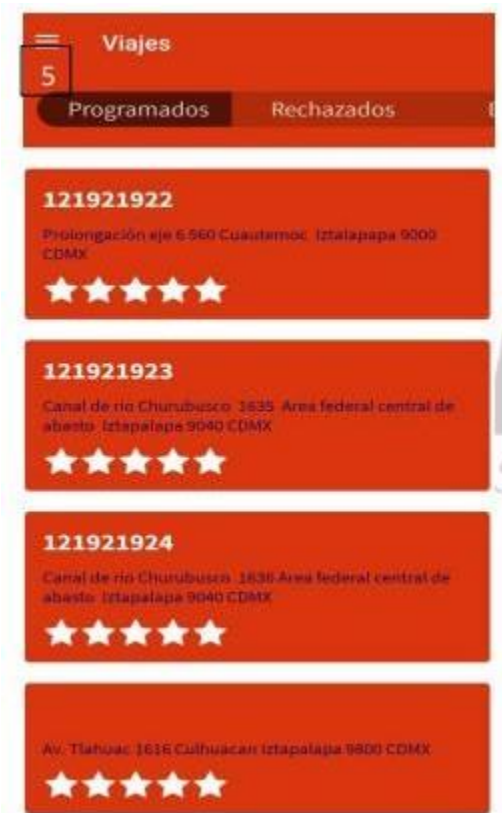 Viajes
5
Programados Rechazados
121921922
Prolongación eje 6 560 Cuautemoc Iztalapapa 9000
CDMX
121921923
Canal de rio Churubusco 1635 Area federal central de
abasto Iztapalapa 9040 CDMX
121921924
Canal de rio Churubusco 1636 Area federal central de
abasto Iztapalapa 9040 CDMX
Av. Tlahuac 1616 Culhuacan Iztapalapa 9800 CDMX